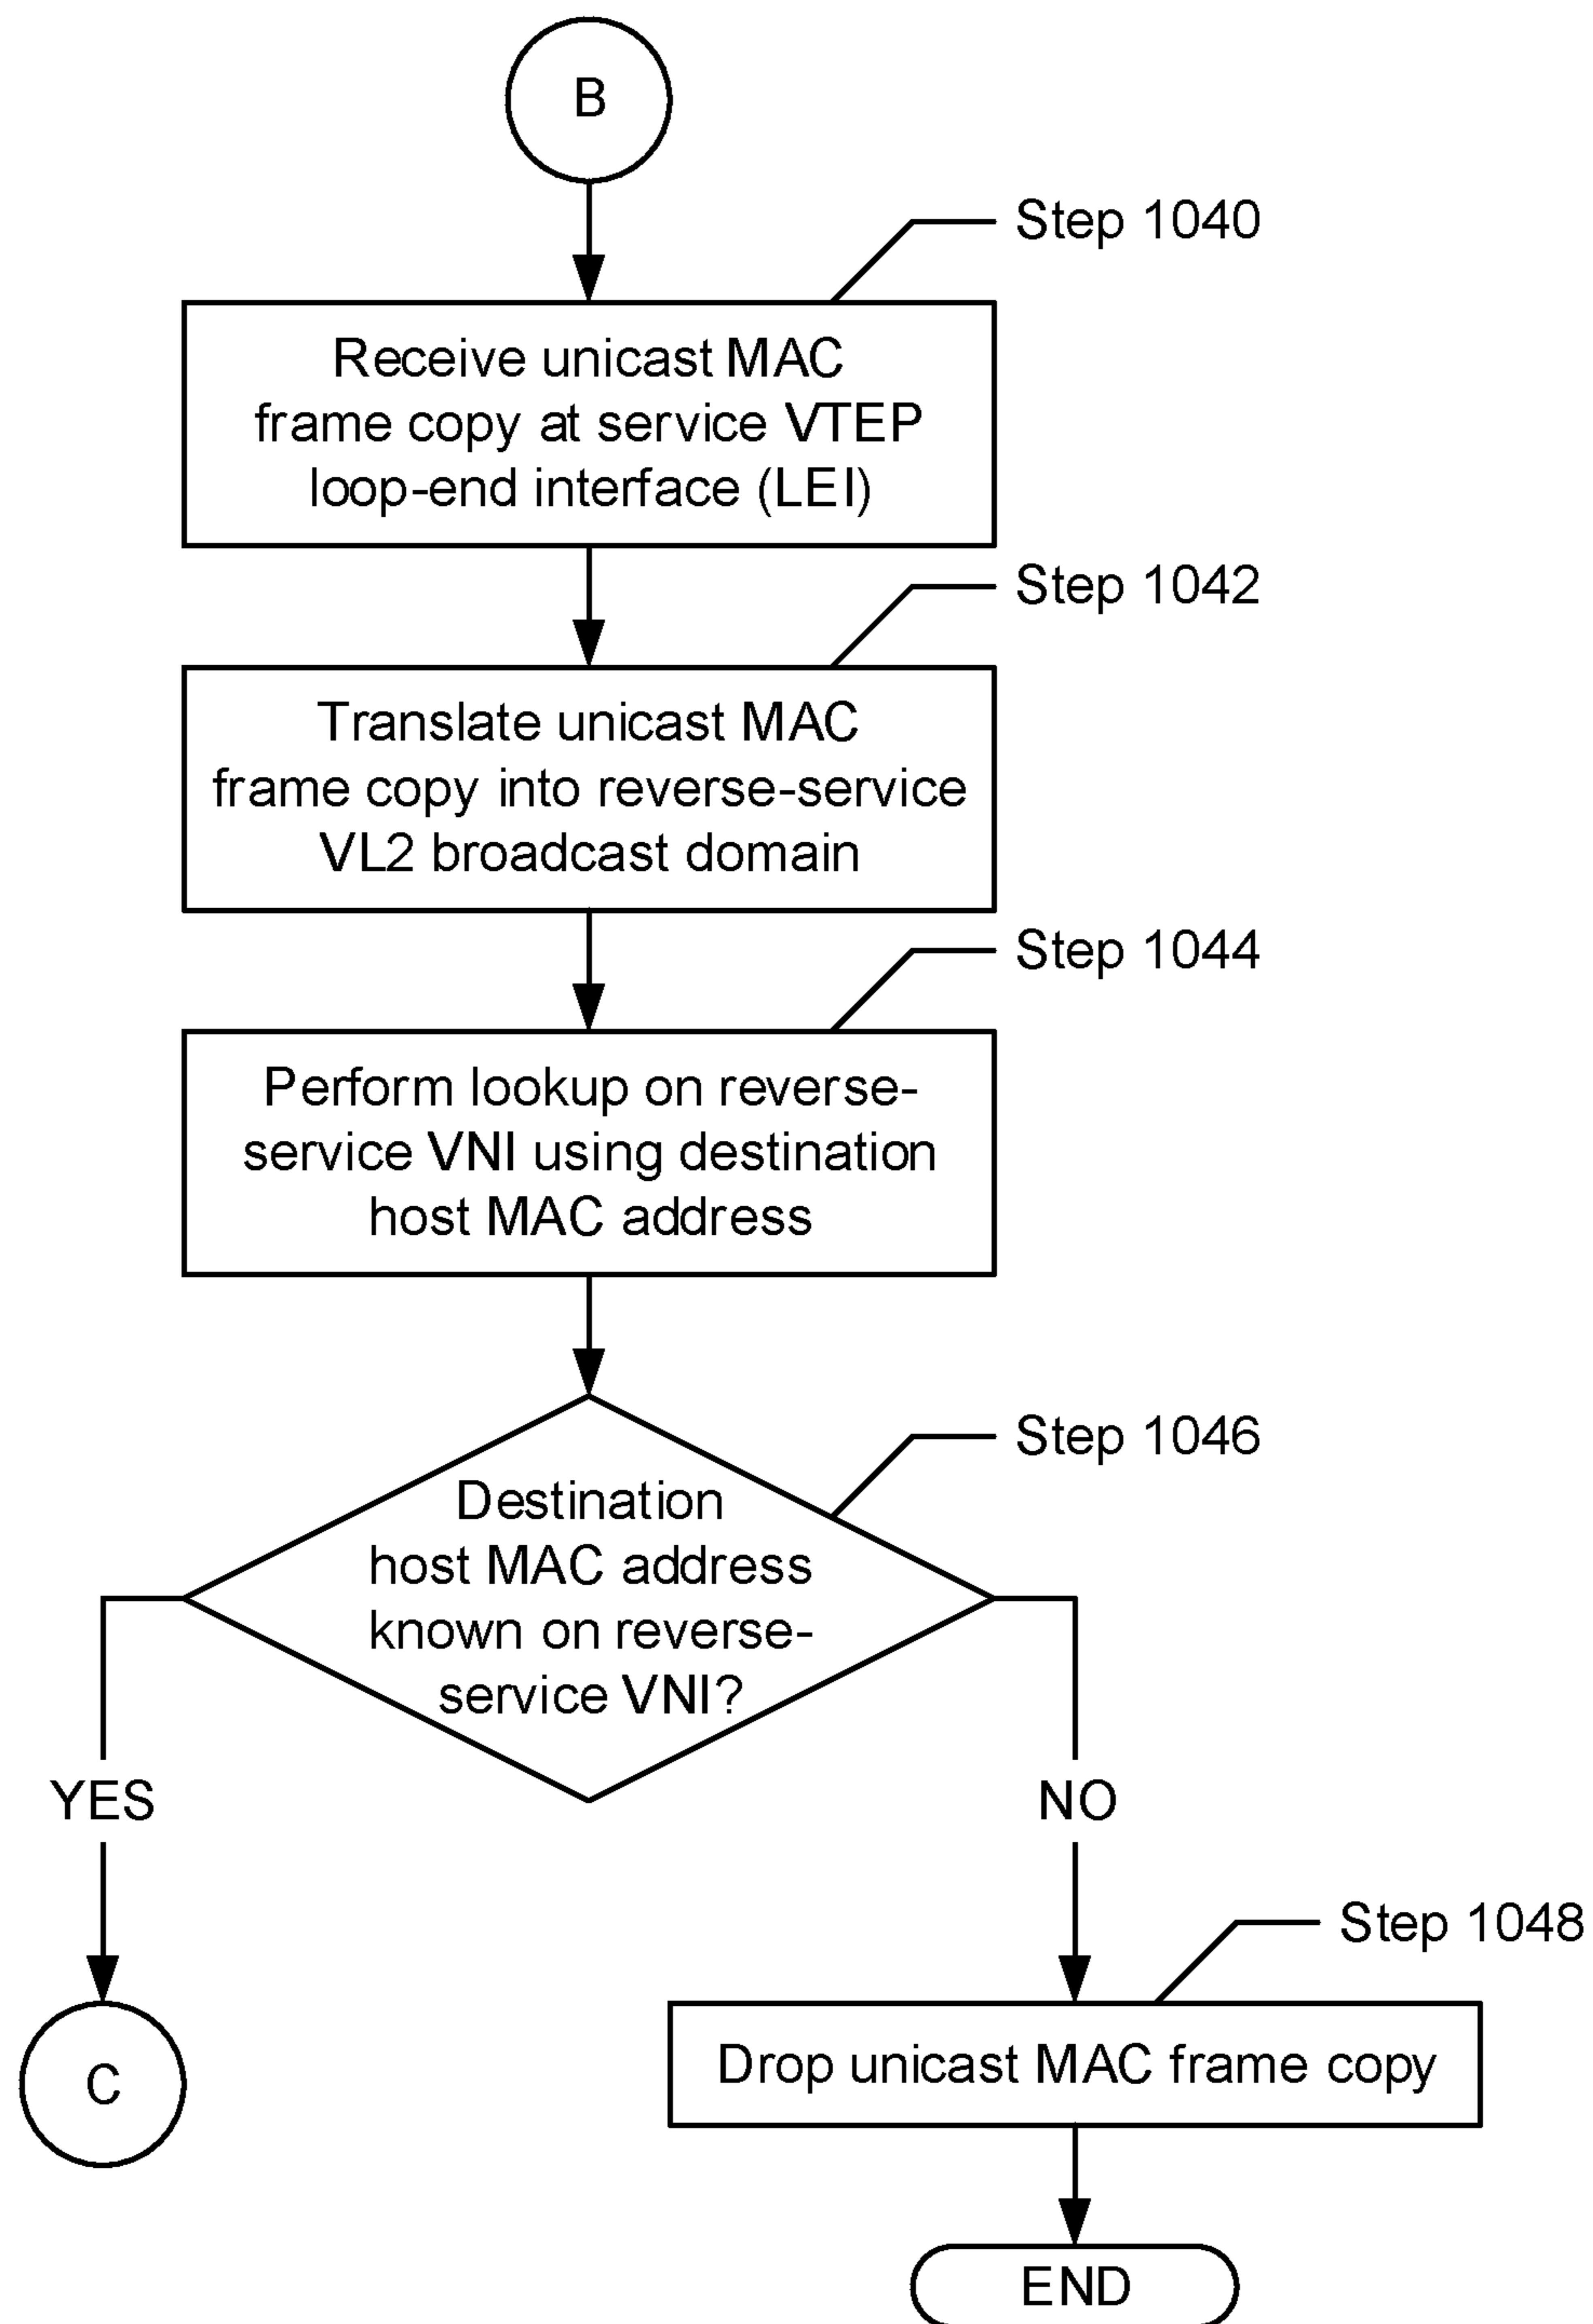 B
Step 1040
Receive unicast MAC
frame copy at service VTEP
loop-end interface (LEI)
Step 1042
Translate unicast MAC
frame copy into reverse-service
VL2 broadcast domain
Step 1044
Perform lookup on reverse-
service VNI using destination
host MAC address
Step 1046
Destination
host MAC address
known on reverse-
service VNI?
YES
NO
Step 1048
C
Drop unicast MAC frame copy
END